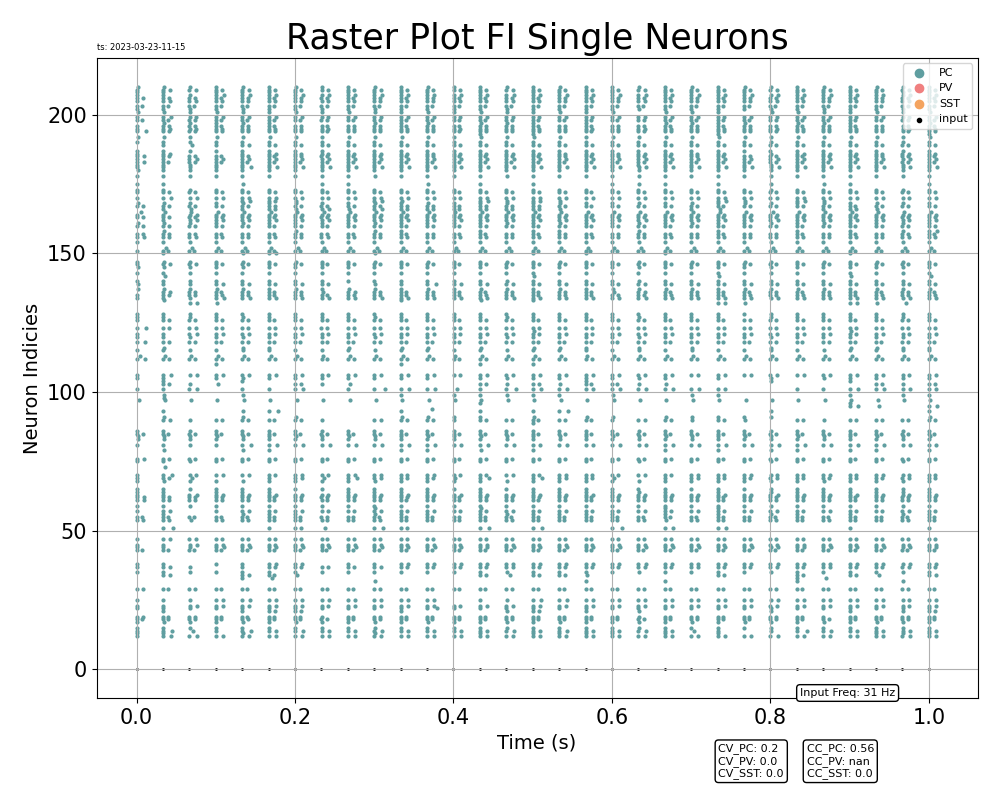 Raster Plot FI Single Neurons
ts: 2023-03-23-11-15
PC
PV
SST
input
200
150
100
50
0
Neuron Indicies
0.0 0.2 0.4 0.6 0.8 1.0
Time (s)
Input Freq: 31 Hz
CV_PC: 0.2
CV_PV: 0.0
CV_SST: 0.0
CC_PC: 0.56
CC_PV: nan
CC_SST: 0.0